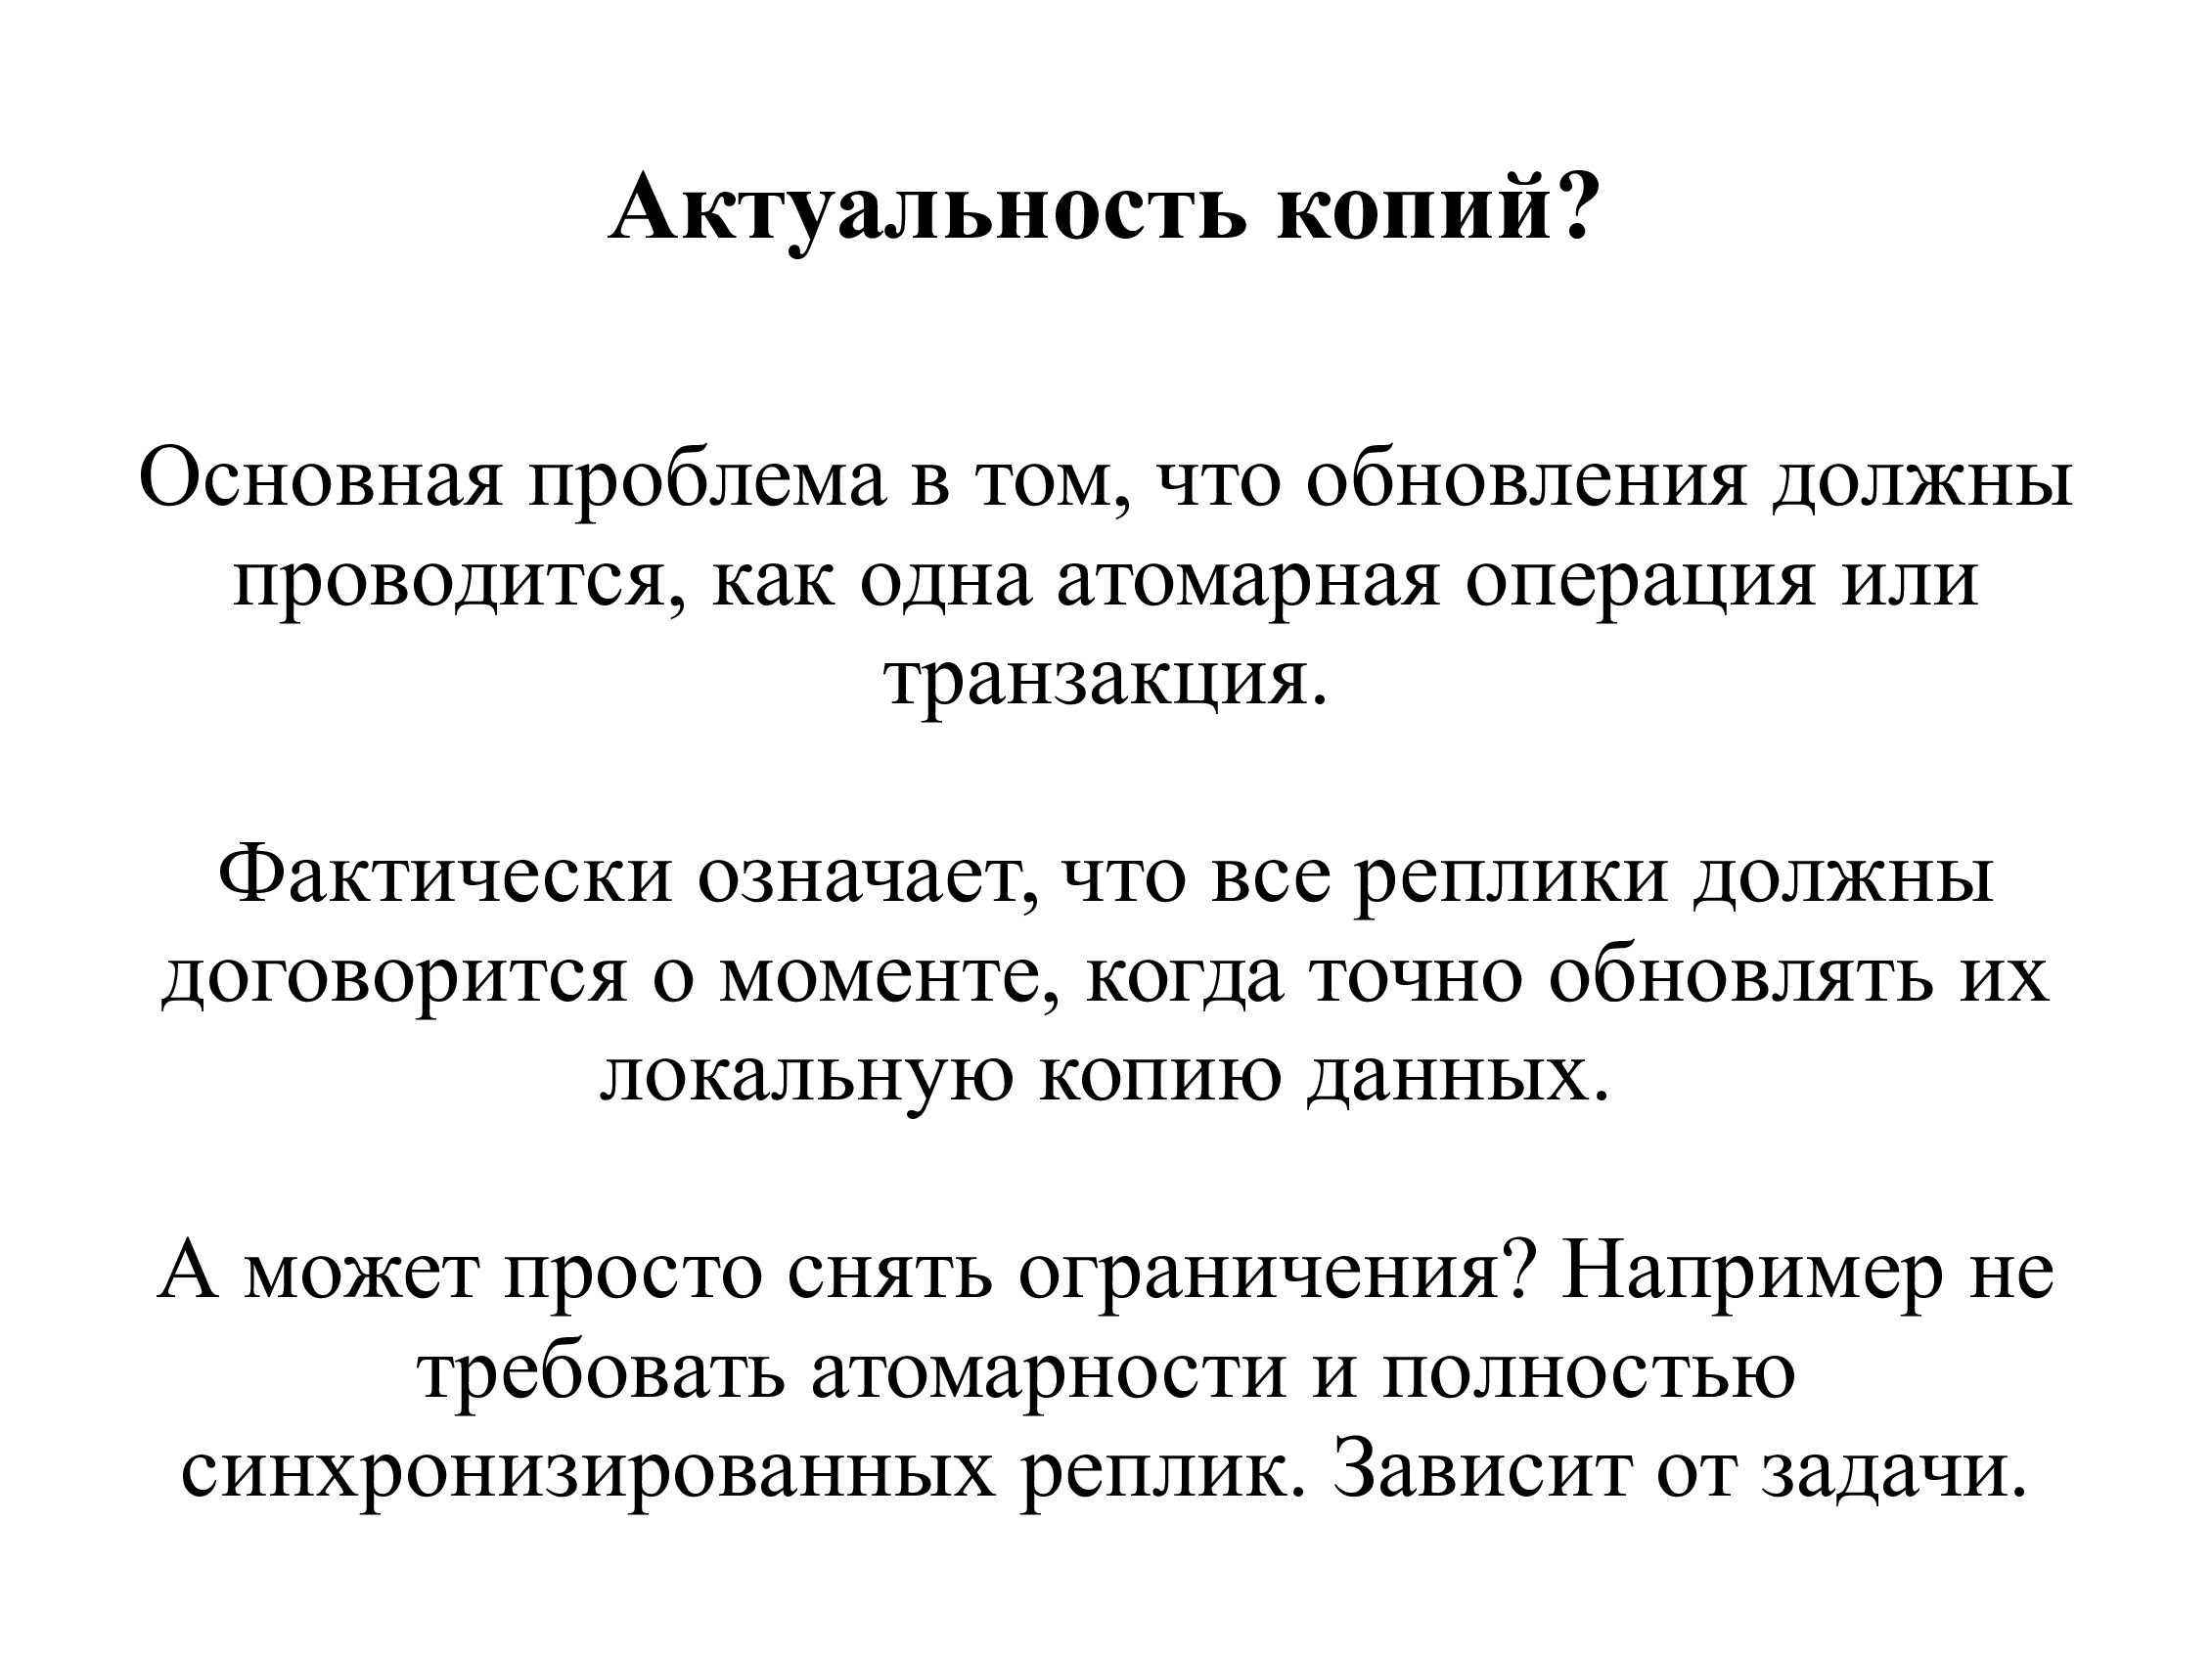 Актуальность копий?
Основная проблема в том, что обновления должны
проводится, как одна атомарная операция или
транзакция.
Фактически означает, что все реплики должны
договорится о моменте, когда точно обновлять их
локальную копию данных.
А может просто снять ограничения? Например не
требовать атомарности и полностью
синхронизированных реплик. Зависит от задачи.